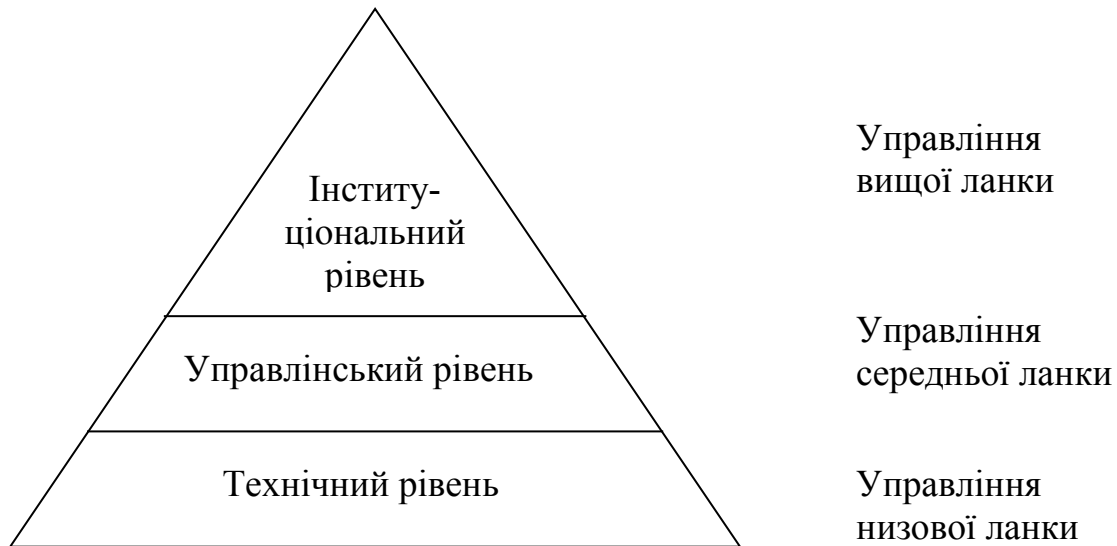 Управління
вищої ланки
Інститу-
ціональний
рівень
Управління
середньої ланки
Управлінський рівень
Технічний рівень
Управління
низової ланки